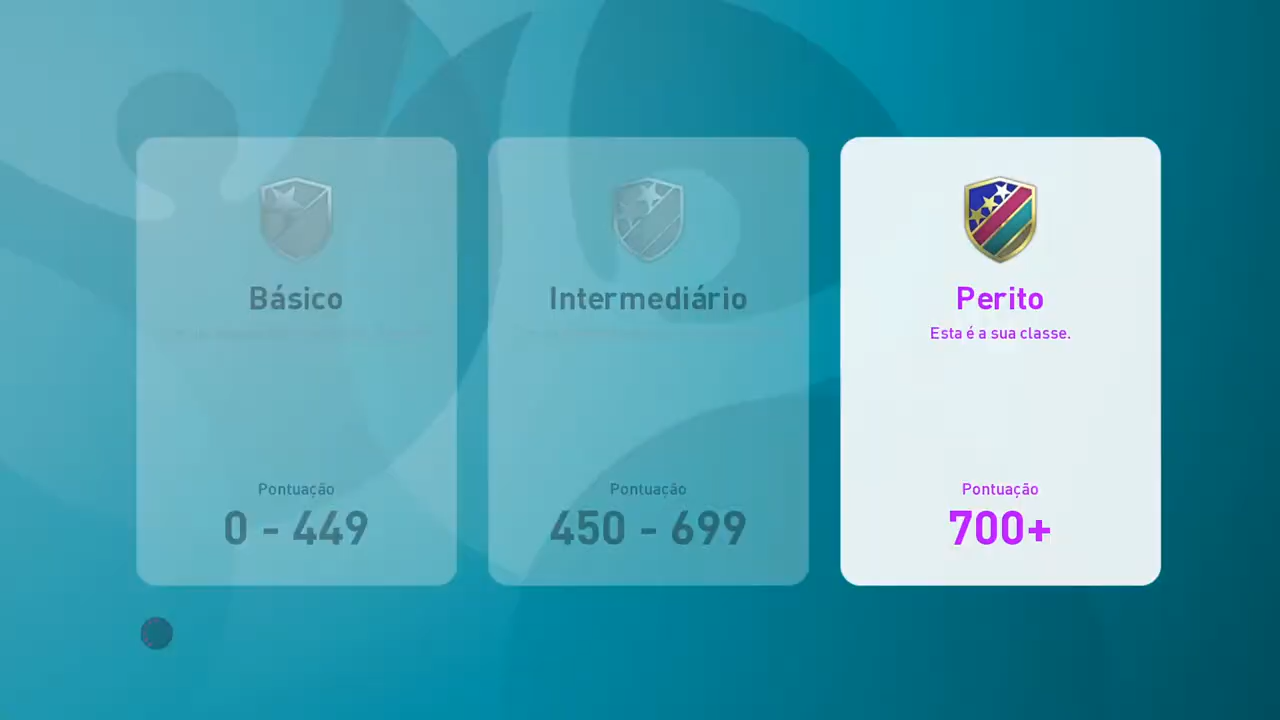 Básico
Pontuação
0 - 449
Intermediário
Pontuação
450 - 699
Perito
Esta é a sua classe.
Pontuação
700+